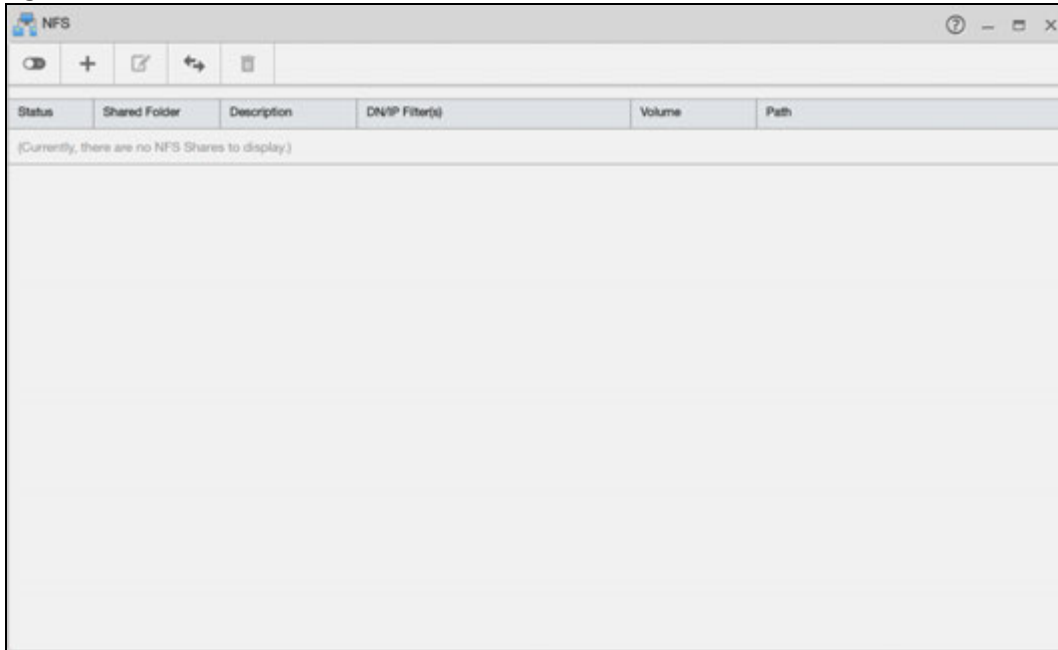 NFS
Status Shared Folder Description DN/IP Filter(s) Volume Path
(Currently, there are no NFS Shares to display.)